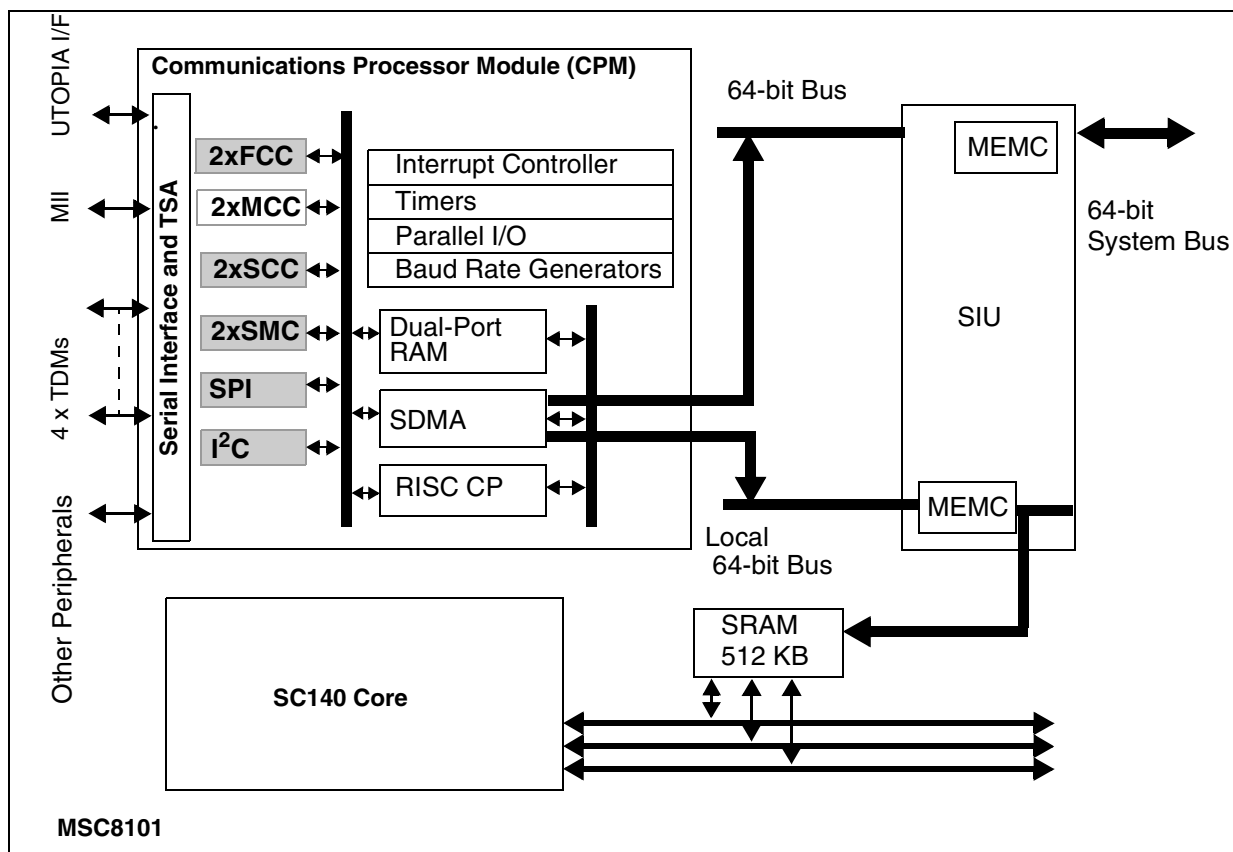 UTOPIA I/F
MII
4 x TDMs
Other Peripherals
Communications Processor Module (CPM)
Serial Interface and TSA
2xFCC
2xMCC
2xSCC
2xSMC
SPI
I²C
Interrupt Controller
Timers
Parallel I/O
Baud Rate Generators
Dual-Port
RAM
SDMA
RISC CP
64-bit Bus
MEMC
SIU
64-bit
System Bus
MEMC
Local
64-bit Bus
SRAM
512 KB
SC140 Core
MSC8101